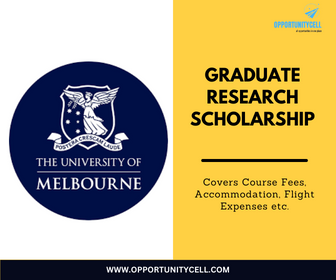 OPPORTUNITYCELL
GRADUATE
RESEARCH
SCHOLARSHIP
POSTERA CRESCAM LAUDE
THE UNIVERSITY OF
MELBOURNE
Covers Course Fees,
Accommodation, Flight
Expenses etc.
WWW.OPPORTUNITYCELL.COM